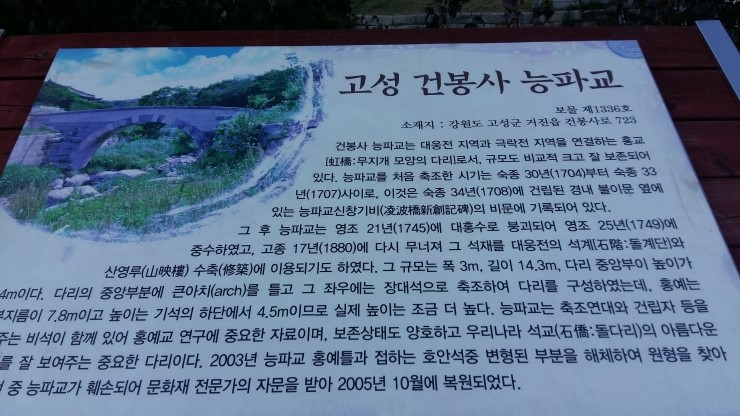 고성 건봉사 능파교
보물 제1336호
소재지 : 강원도 고성군 거진읍 건봉사로 723
건봉사 능파교는 대웅전 지역과 극락전 지역을 연결하는 홍교
[虹橋:무지개 모양의 다리]로서, 규모도 비교적 크고 잘 보존되어
있다. 능파교를 처음 축조한 시기는 숙종 30년(1704)부터 숙종 33
년(1707)사이로, 이것은 숙종 34년(1708)에 건립된 경내 불이문 옆에
있는 능파교신창기비(凌波橋新創記碑)의 비문에 기록되어 있다.
그 후 능파교는 영조 21년(1745)에 대홍수로 붕괴되어 영조 25년(1749)에
중수하였고, 고종 17년(1880)에 다시 무너져 그 석재를 대웅전의 석계(石階:돌계단)와
산영루(山映樓) 수축(修築)에 이용되기도 하였다. 그 규모는 폭 3m, 길이 14.3m, 다리 중앙부이 높이가
4m이다. 다리의 중앙부분에 큰아치(arch)를 틀고 그 좌우에는 장대석으로 축조하여 다리를 구성하였는데, 홍예는
지름이 7.8m이고 높이는 기석의 하단에서 4.5m이므로 실제 높이는 조금 더 높다. 능파교는 축조연대와 건립자 등을
주는 비석이 함께 있어 홍예교 연구에 중요한 자료이며, 보존상태도 양호하고 우리나라 석교(石僑:돌다리)의 아름다운
를 잘 보여주는 중요한 다리이다. 2003년 능파교 홍예틀과 접하는 호안석중 변형된 부분을 해체하여 원형을 찾아
중 능파교가 훼손되어 문화재 전문가의 자문을 받아 2005년 10월에 복원되었다.